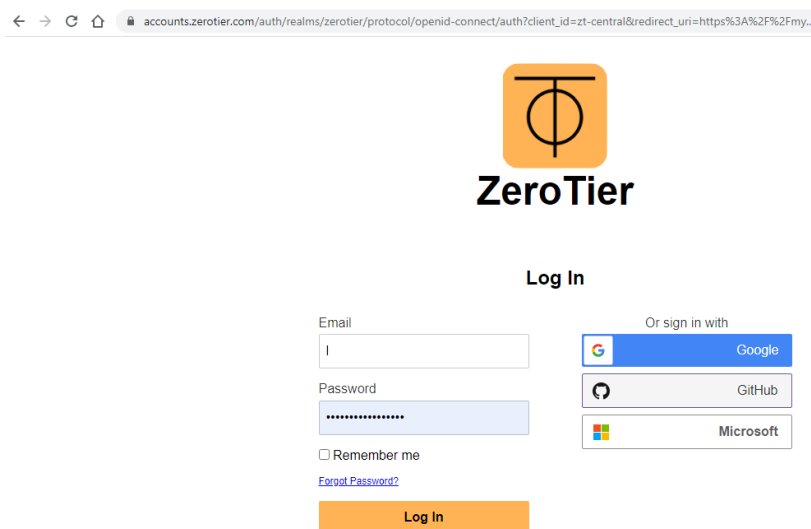 accounts.zerotier.com/auth/realms/zerotier/protocol/openid-connect/auth?client_id=zt-central&redirect_uri=https%3A%2F%2Fmy...
ZeroTier
Log In
Email
Password
•••••••••••••••••
Remember me
Forgot Password?
Log In
Or sign in with
Google
GitHub
Microsoft